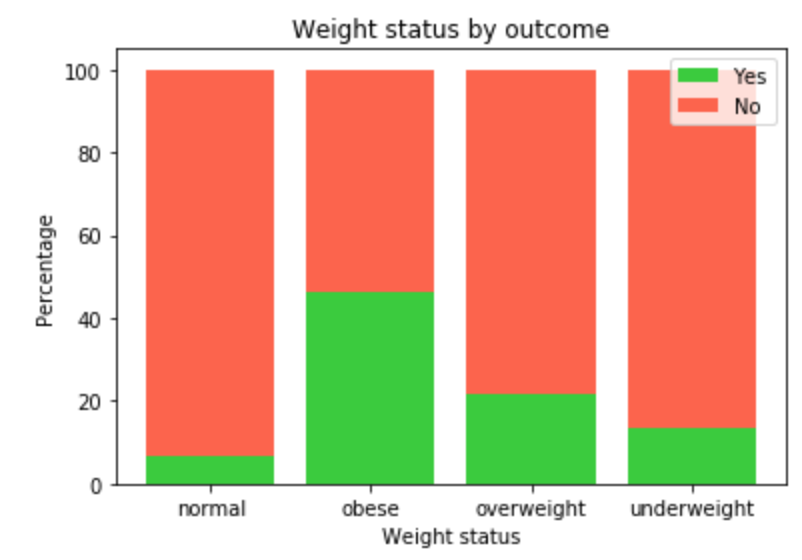 Weight status by outcome
Yes
No
100
80
60
40
20
0
Percentage
normal obese overweight underweight
Weight status